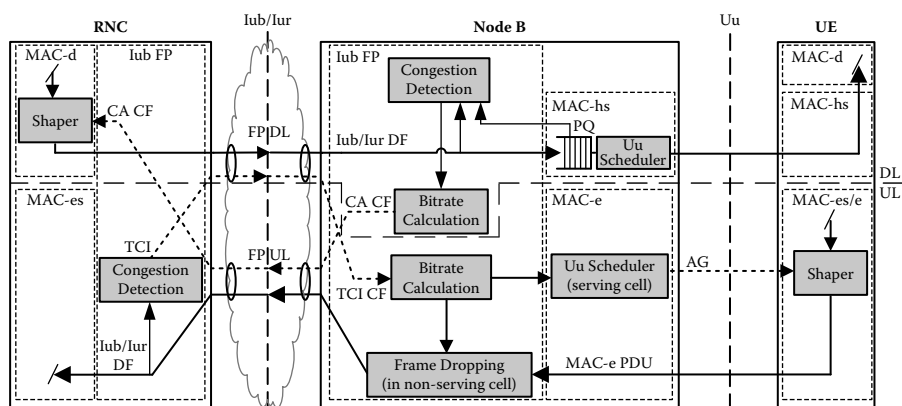 RNC
Iub/Iur
Node B
Uu
UE
MAC-d
Iub FP
Shaper
CA CF
FP DL
Iub/Iur DF
Iub FP
Congestion
Detection
MAC-hs
PQ
Uu
Scheduler
MAC-d
MAC-hs
DL
UL
MAC-es
TCI
Congestion
Detection
Iub/Iur
DF
FP UL
CA CF
Bitrate
Calculation
TCI CF
Bitrate
Calculation
Frame Dropping
(in non-serving cell)
MAC-e
Uu Scheduler
(serving cell)
AG
MAC-e PDU
MAC-es/e
Shaper